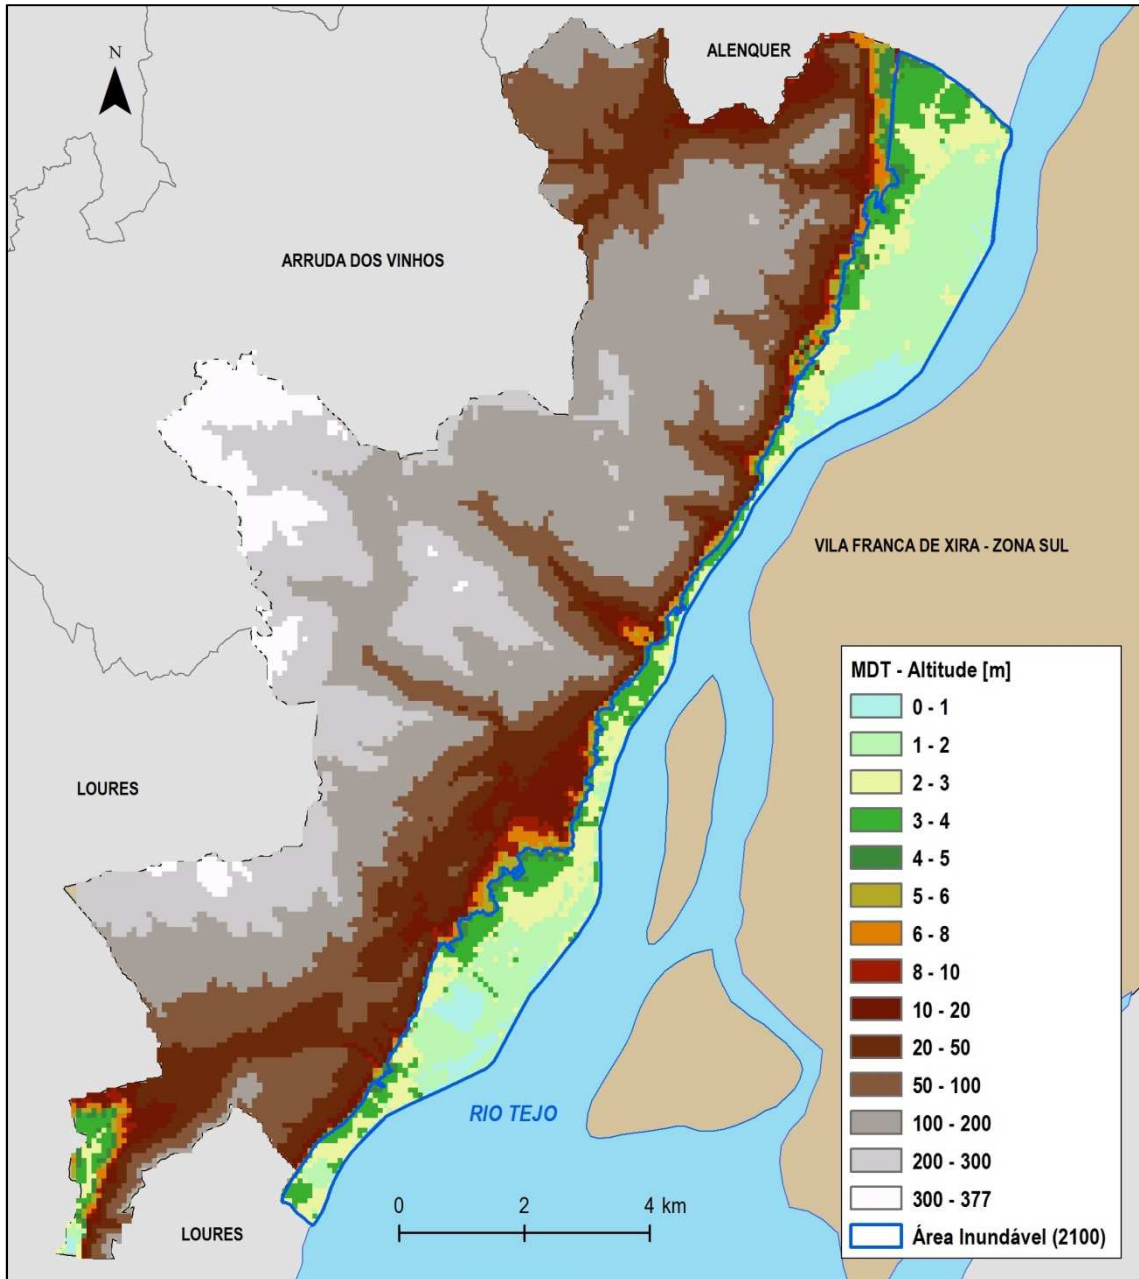 N
ALENQUER
ARRUDA DOS VINHOS
VILA FRANCA DE XIRA - ZONA SUL
LOURES
RIO TEJO
LOURES
0 2 4 km
MDT - Altitude [m]
0 - 1
1 - 2
2 - 3
3 - 4
4 - 5
5 - 6
6 - 8
8 - 10
10 - 20
20 - 50
50 - 100
100 - 200
200 - 300
300 - 377
Área Inundável (2100)